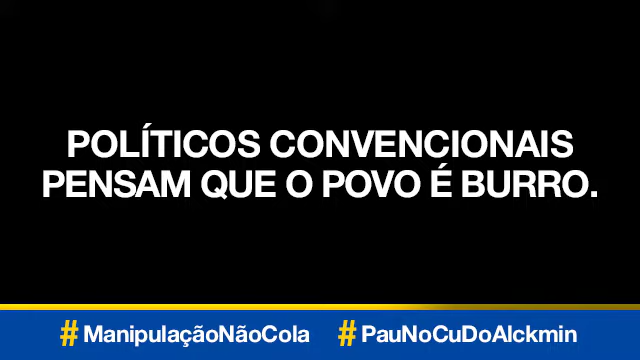 POLÍTICOS CONVENCIONAIS
PENSAM QUE O POVO É BURRO.
#ManipulaçãoNãoCola #PauNoCuDoAlckmin